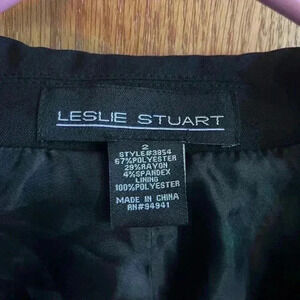 LESLIE STUART
2
STYLE#3854
67%POLYESTER
29%RAYON
4%SPANDEX
LINING
100%POLYESTER
MADE IN CHINA
RN#94941